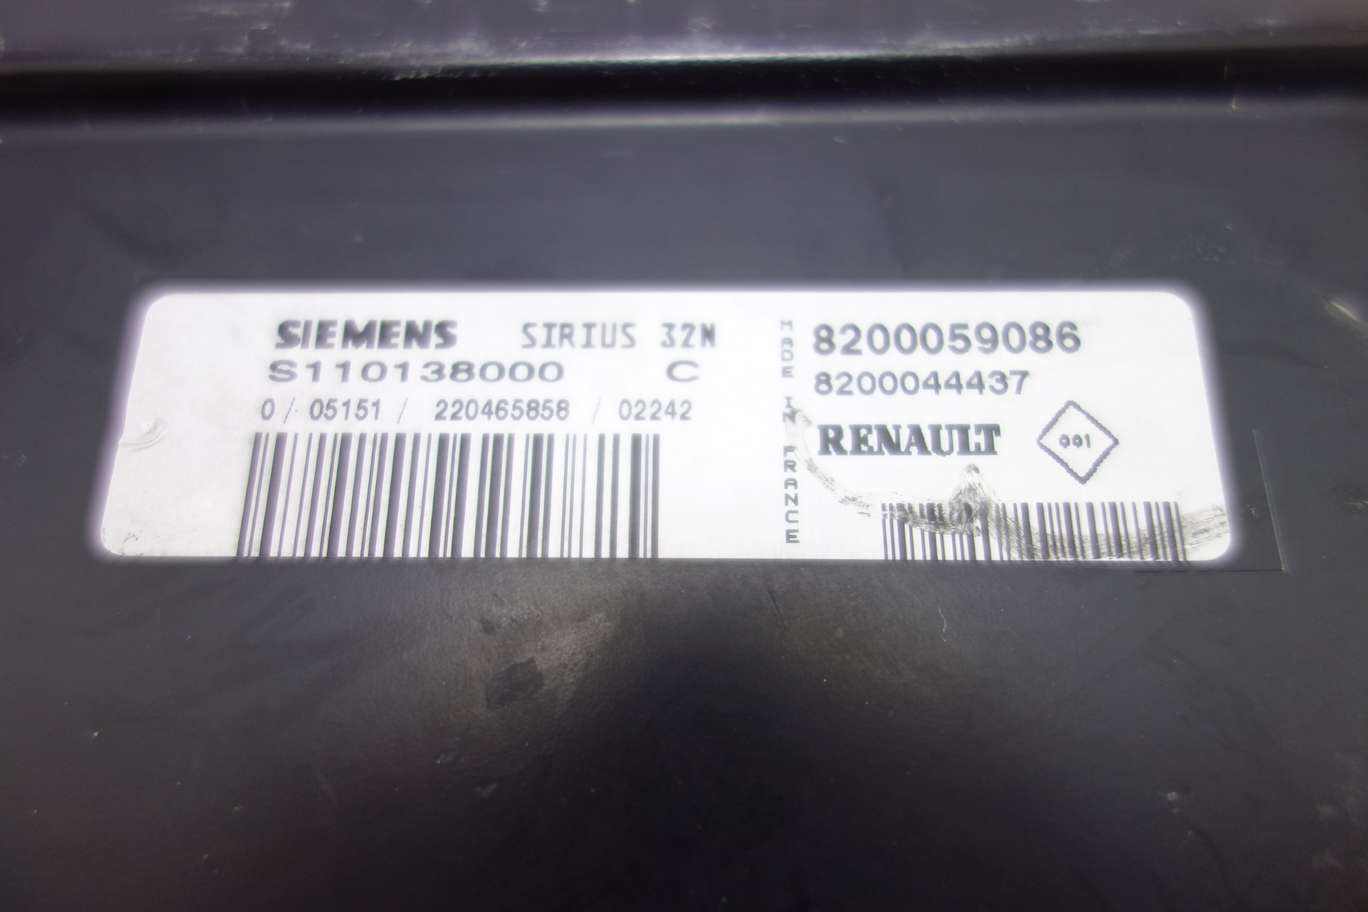 SIEMENS SIRIUS 32N
S110138000 C
0 / 05151 / 220465858 / 02242
MADE IN FRANCE
8200059086
8200044437
RENAULT 001